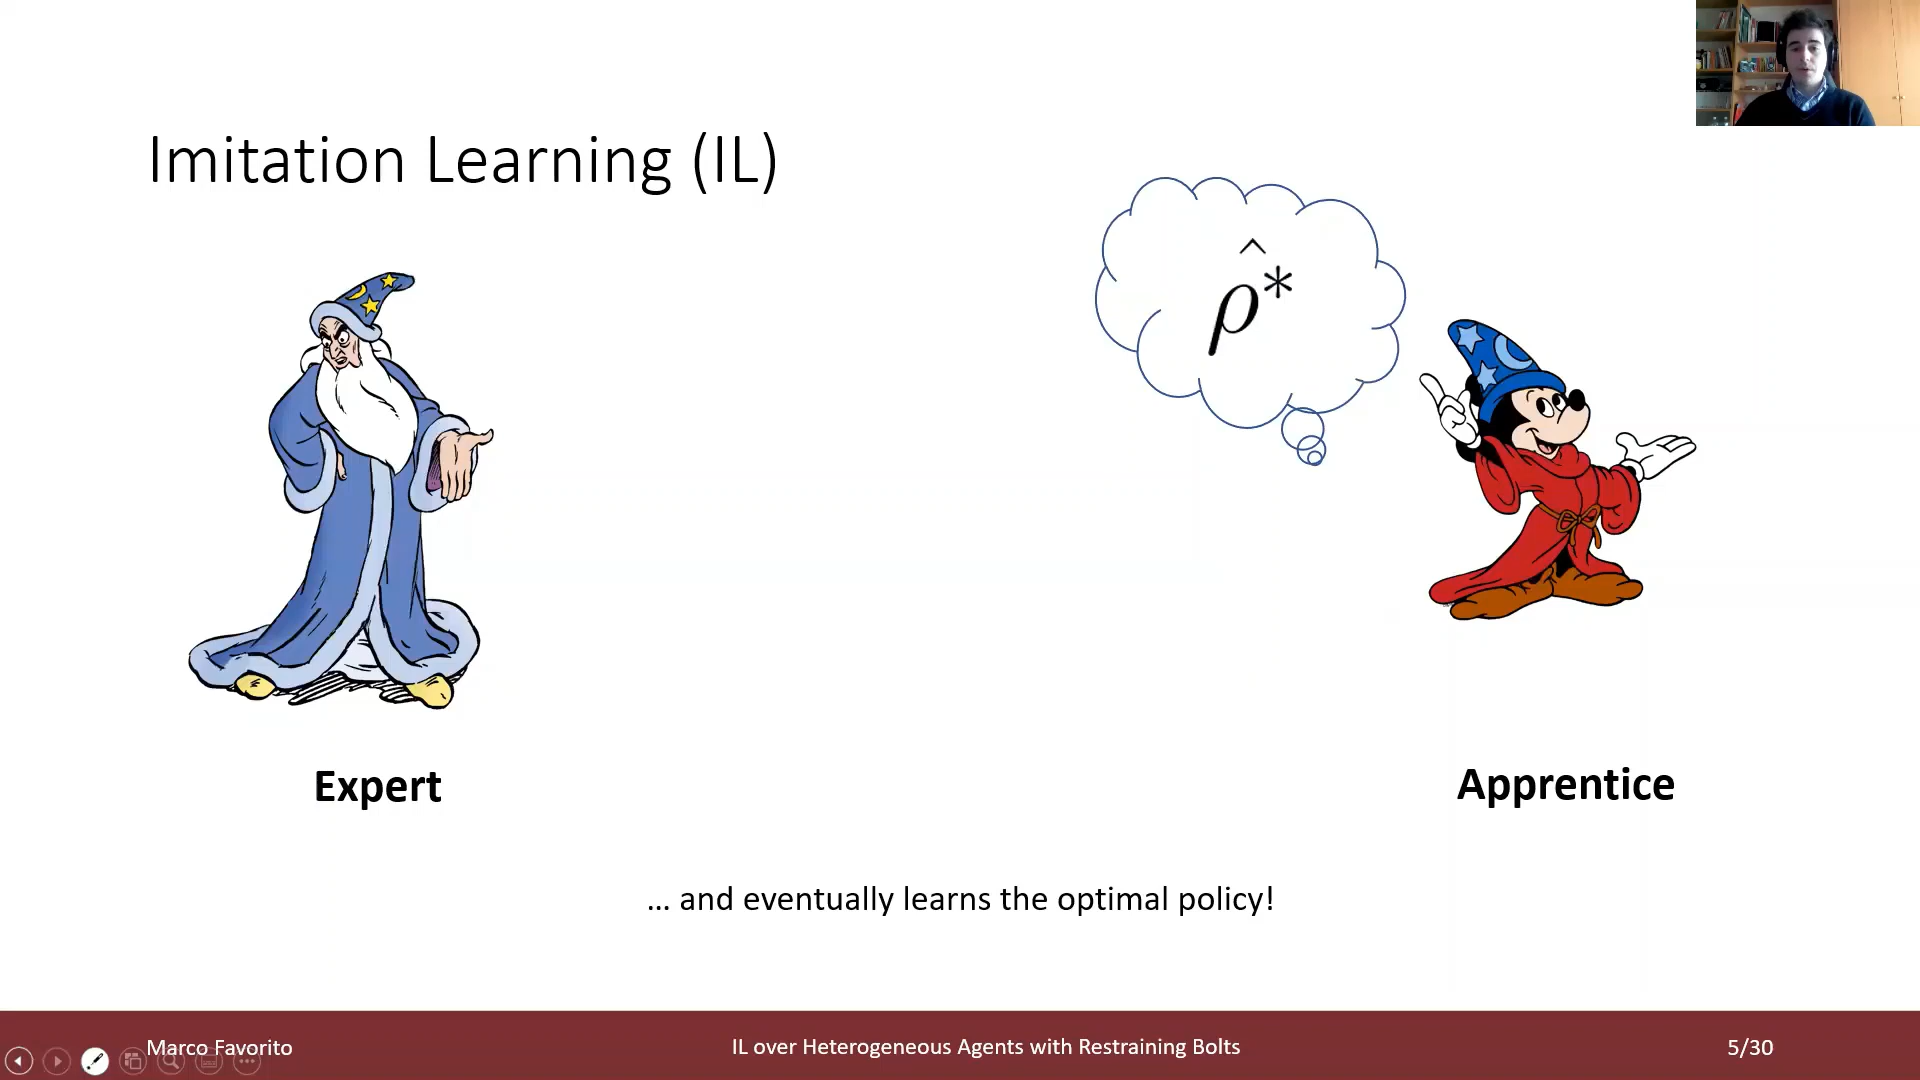 Imitation Learning (IL)
ρ̂*
Expert
Apprentice
... and eventually learns the optimal policy!
Marco Favorito
IL over Heterogeneous Agents with Restraining Bolts
5/30